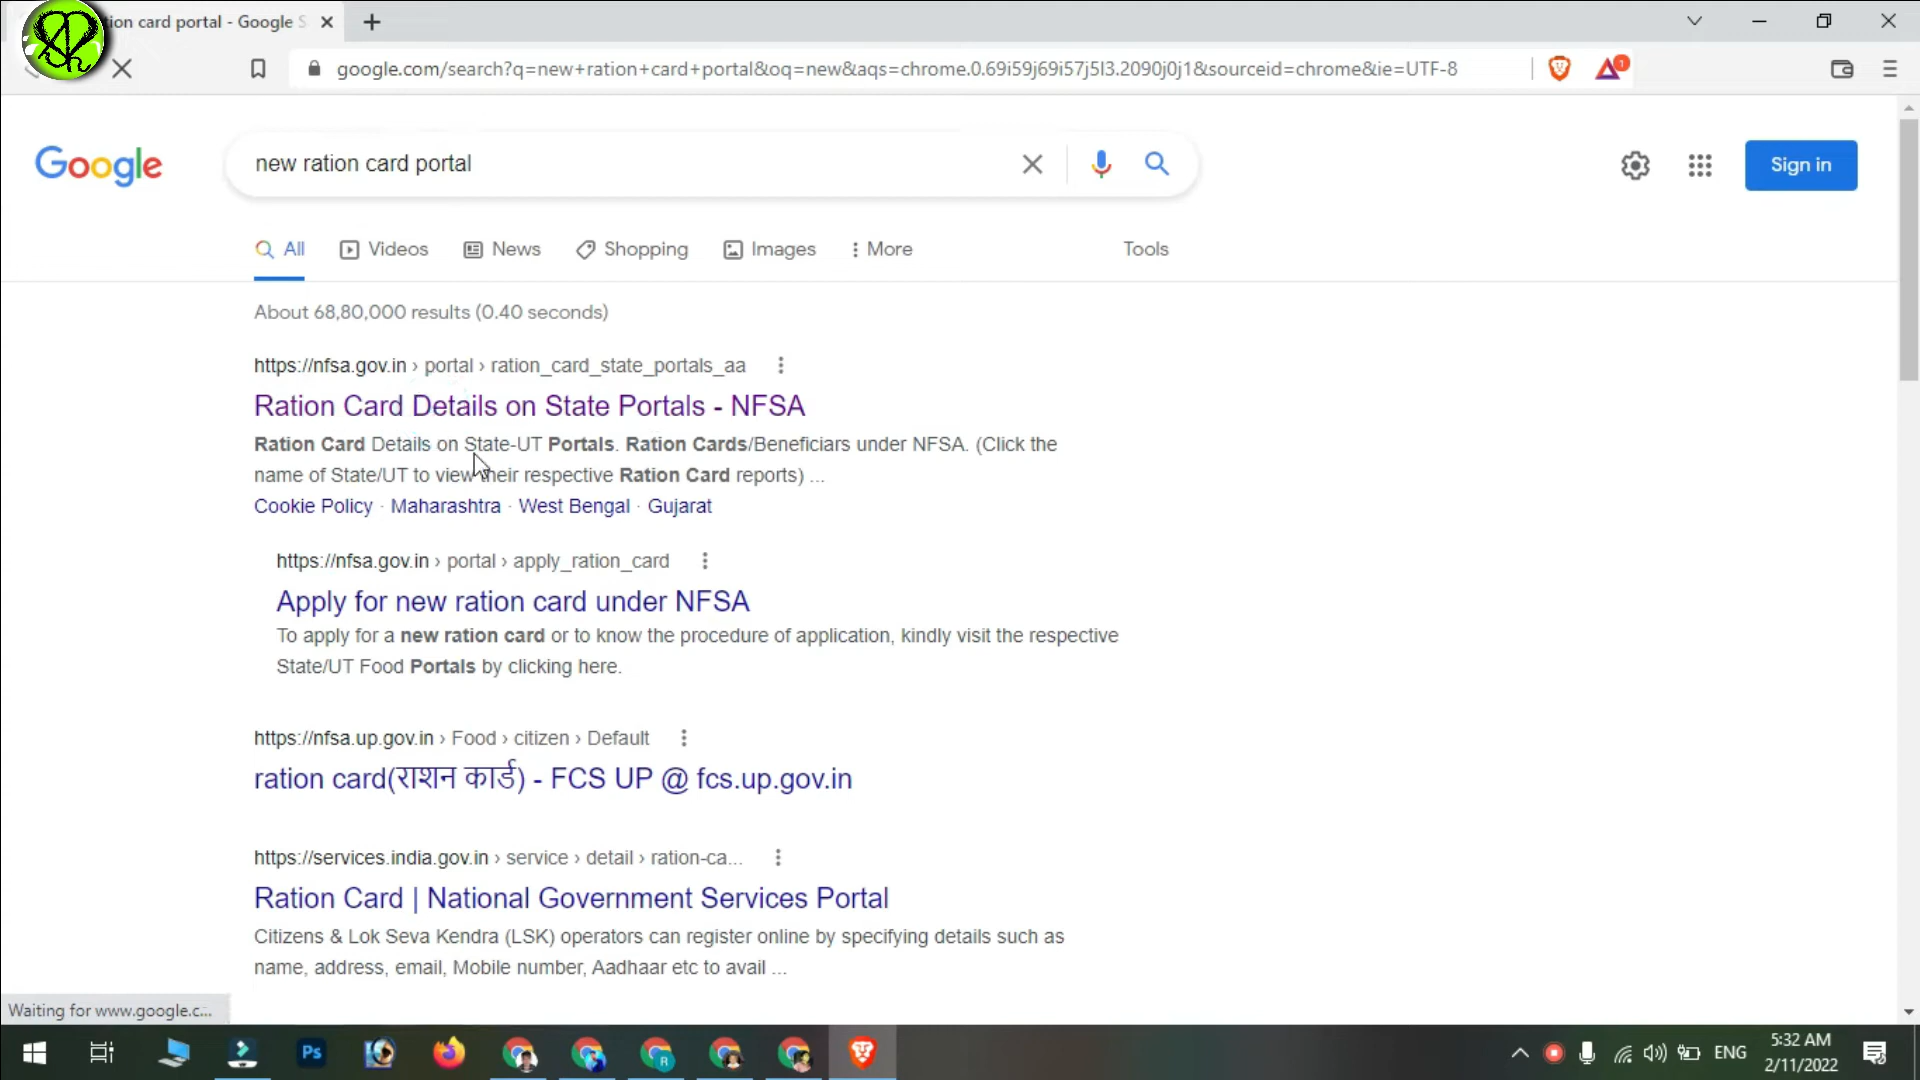 tion card portal - Google S
google.com/search?q=new+ration+card+portal&oq=new&aqs=chrome.0.69i59j69i57j5l3.2090j0j1&sourceid=chrome&ie=UTF-8
1
Google
new ration card portal
Sign in
All Videos News Shopping Images More Tools
About 68,80,000 results (0.40 seconds)
https://nfsa.gov.in › portal › ration_card_state_portals_aa
Ration Card Details on State Portals - NFSA
Ration Card Details on State-UT Portals. Ration Cards/Beneficiars under NFSA. (Click the
name of State/UT to view their respective Ration Card reports) ...
Cookie Policy · Maharashtra · West Bengal · Gujarat
https://nfsa.gov.in › portal › apply_ration_card
Apply for new ration card under NFSA
To apply for a new ration card or to know the procedure of application, kindly visit the respective
State/UT Food Portals by clicking here.
https://nfsa.up.gov.in › Food › citizen › Default
ration card(राशन कार्ड) - FCS UP @ fcs.up.gov.in
https://services.india.gov.in › service › detail › ration-ca...
Ration Card | National Government Services Portal
Citizens & Lok Seva Kendra (LSK) operators can register online by specifying details such as
name, address, email, Mobile number, Aadhaar etc to avail ...
Waiting for www.google.c...
Ps
R
ENG
5:32 AM
2/11/2022